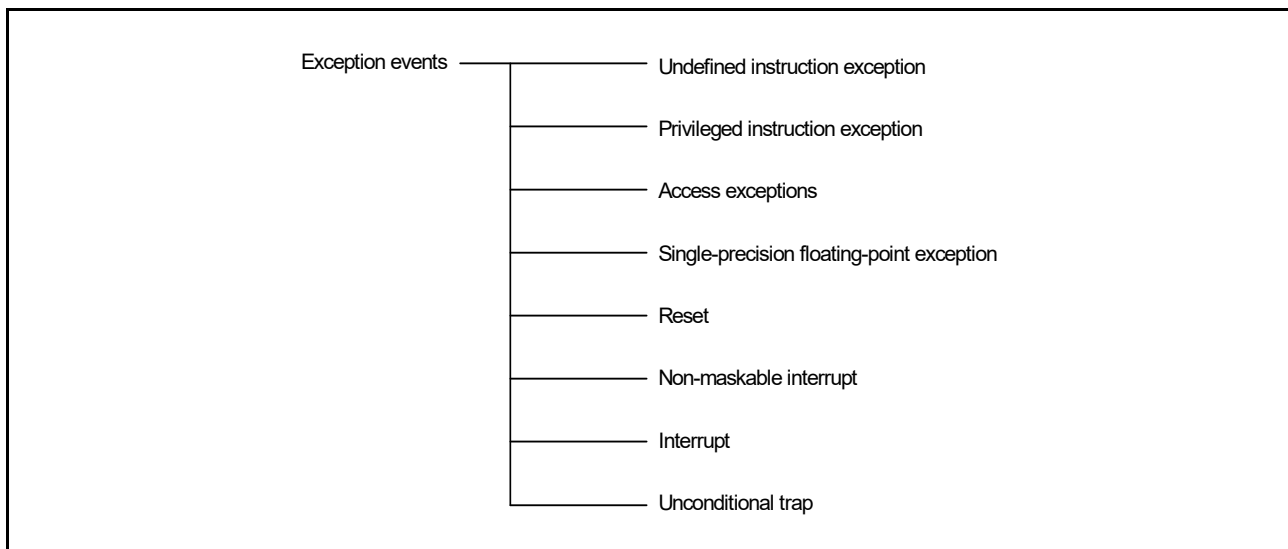 Exception events
Undefined instruction exception
Privileged instruction exception
Access exceptions
Single-precision floating-point exception
Reset
Non-maskable interrupt
Interrupt
Unconditional trap